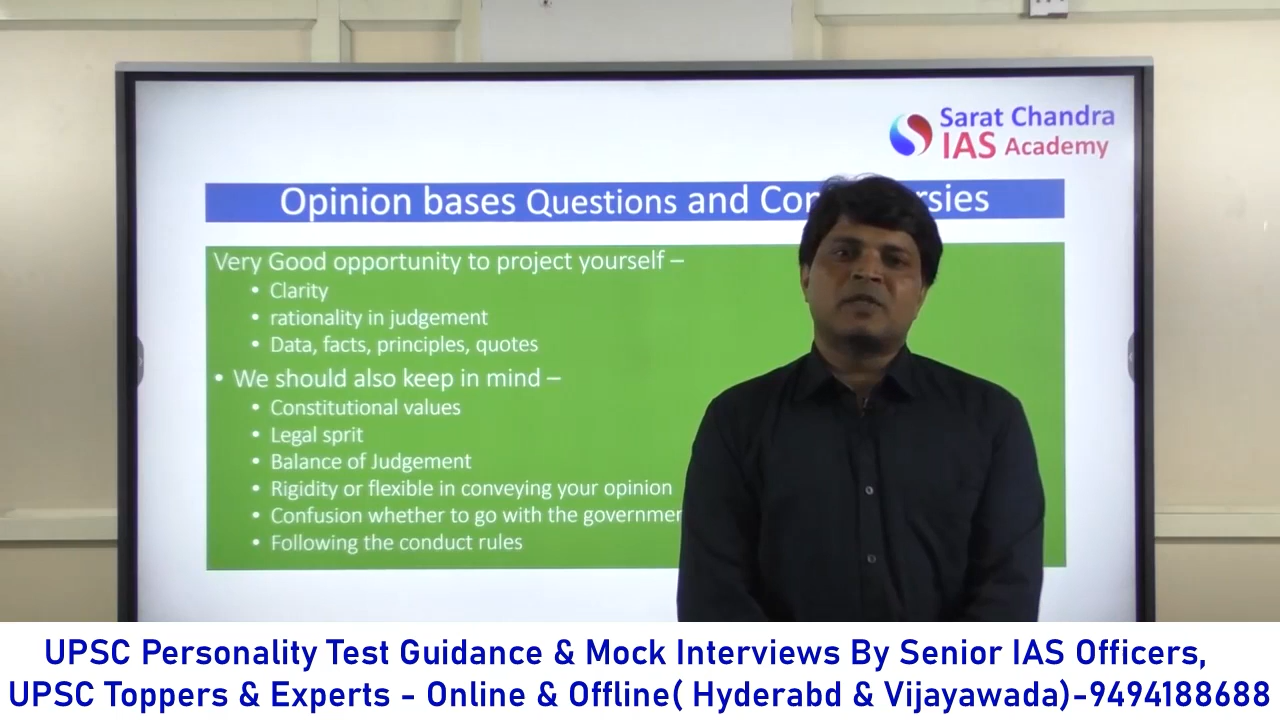 Sarat Chandra
IAS Academy
Opinion bases Questions and Con rsies
Very Good opportunity to project yourself –
• Clarity
• rationality in judgement
• Data, facts, principles, quotes
• We should also keep in mind –
• Constitutional values
• Legal sprit
• Balance of Judgement
• Rigidity or flexible in conveying your opinion
• Confusion whether to go with the governmen
• Following the conduct rules
UPSC Personality Test Guidance & Mock Interviews By Senior IAS Officers,
UPSC Toppers & Experts - Online & Offline( Hyderabd & Vijayawada)-9494188688